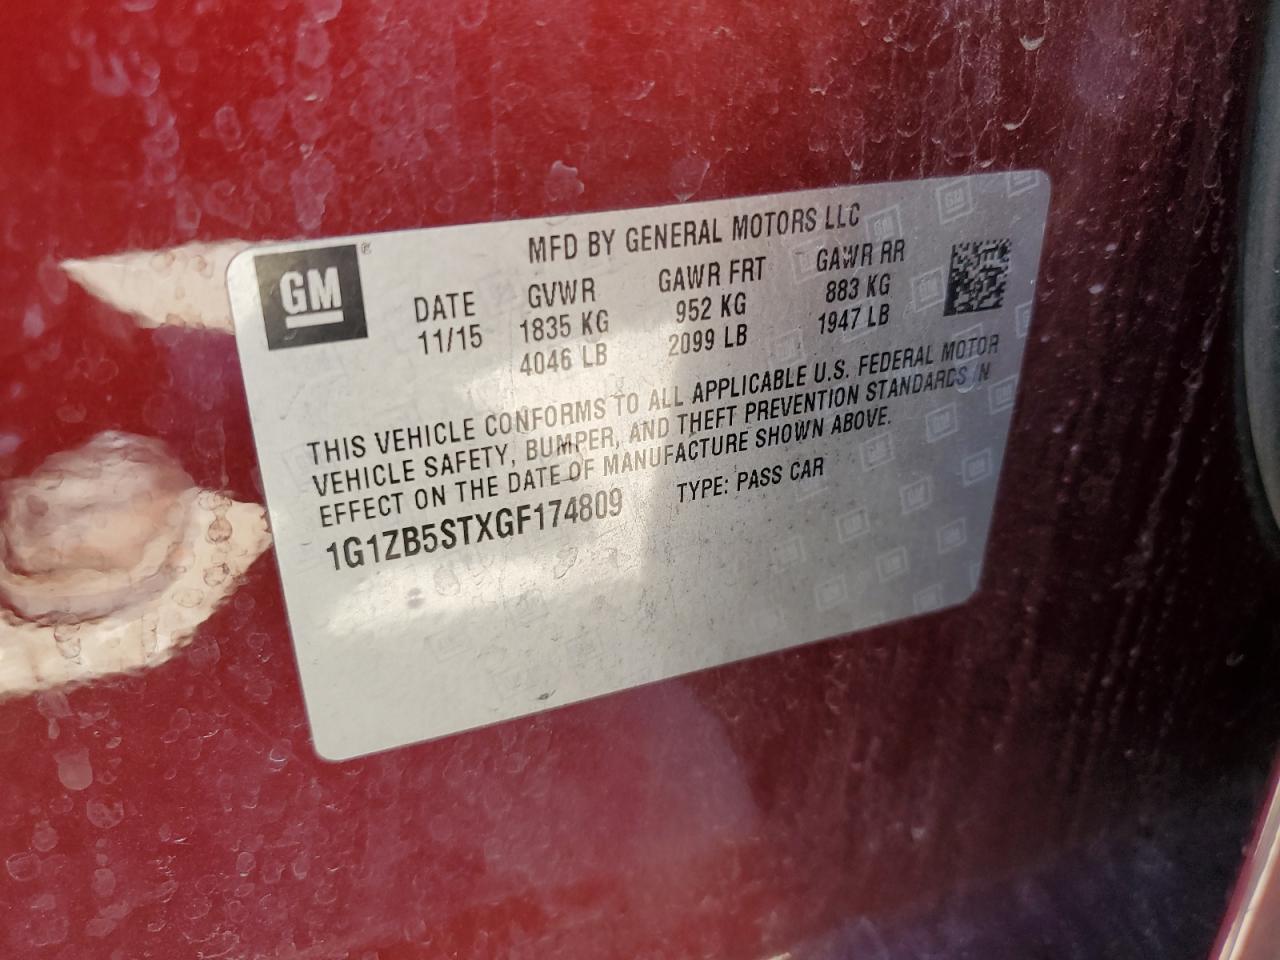 GM ®
MFD BY GENERAL MOTORS LLC
DATE GVWR GAWR FRT GAWR RR
11/15 1835 KG 952 KG 883 KG
4046 LB 2099 LB 1947 LB
THIS VEHICLE CONFORMS TO ALL APPLICABLE U.S. FEDERAL MOTOR
VEHICLE SAFETY, BUMPER, AND THEFT PREVENTION STANDARDS IN
EFFECT ON THE DATE OF MANUFACTURE SHOWN ABOVE.
1G1ZB5STXGF174809 TYPE: PASS CAR